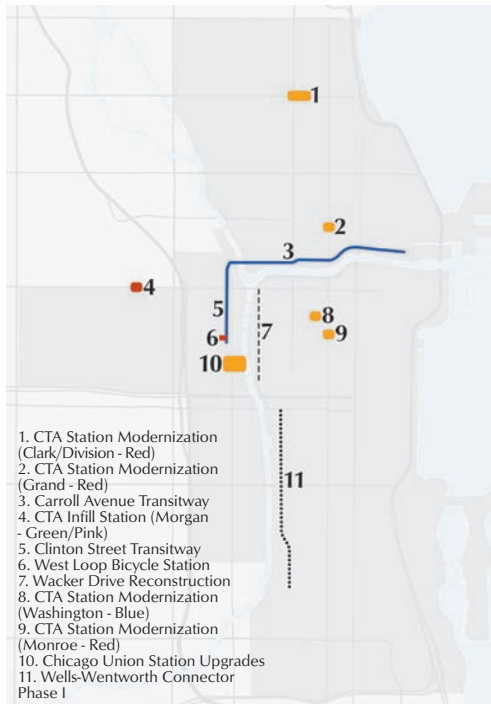 1
2
3
4
5
8
6
7
9
10
11
1. CTA Station Modernization
(Clark/Division - Red)
2. CTA Station Modernization
(Grand - Red)
3. Carroll Avenue Transitway
4. CTA Infill Station (Morgan
- Green/Pink)
5. Clinton Street Transitway
6. West Loop Bicycle Station
7. Wacker Drive Reconstruction
8. CTA Station Modernization
(Washington - Blue)
9. CTA Station Modernization
(Monroe - Red)
10. Chicago Union Station Upgrades
11. Wells-Wentworth Connector
Phase I